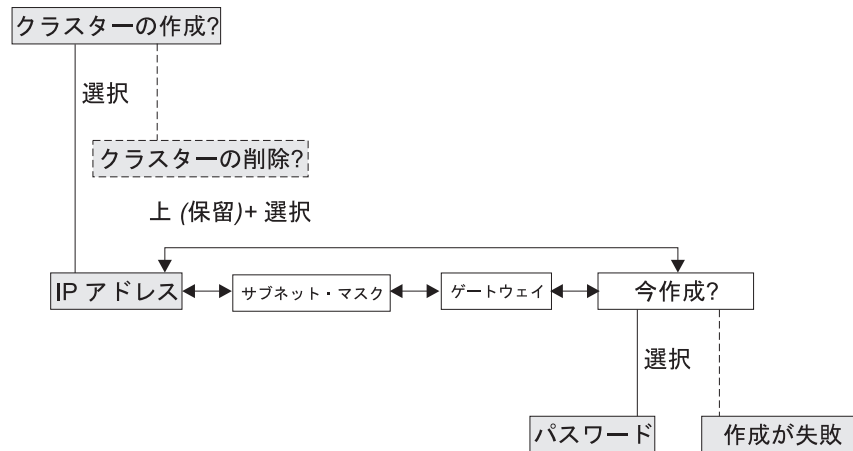 クラスターの作成?
選択
クラスターの削除?
上 (保留)+ 選択
IP アドレス
サブネット・マスク
ゲートウェイ
今作成?
選択
パスワード
作成が失敗